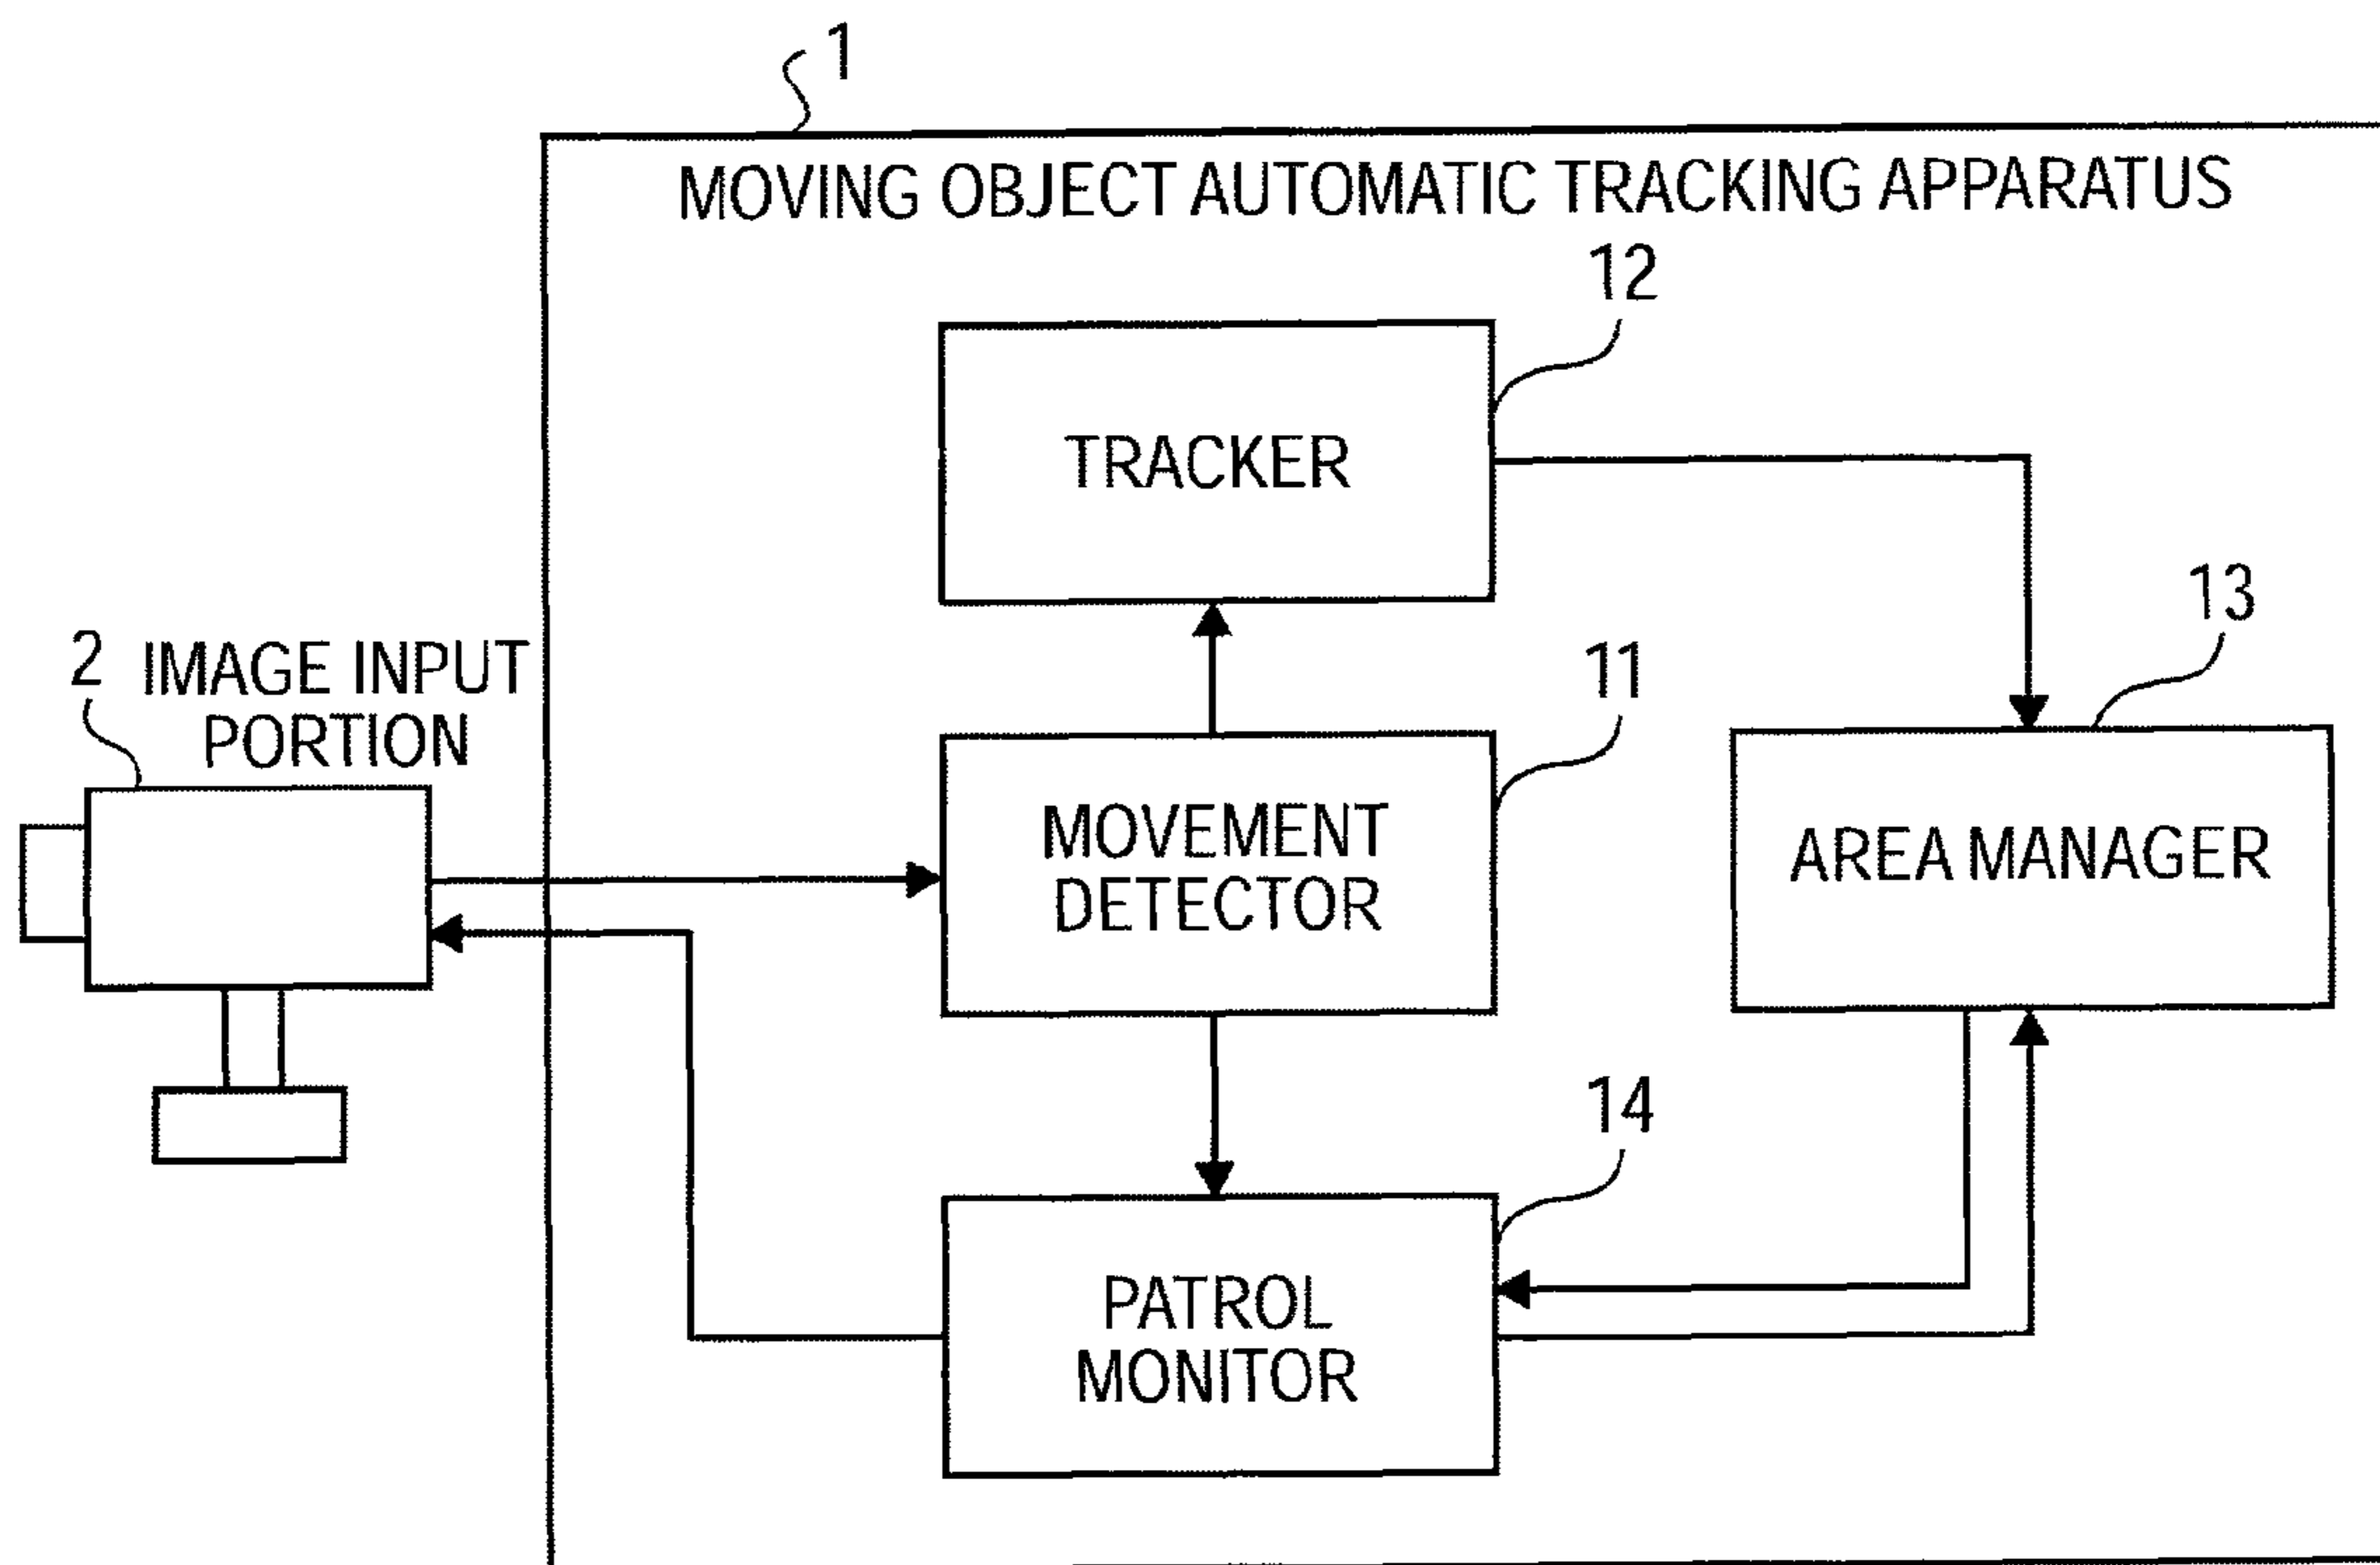 1
MOVING OBJECT AUTOMATIC TRACKING APPARATUS
12
TRACKER
13
2
IMAGE INPUT
PORTION
11
MOVEMENT
DETECTOR
AREA MANAGER
14
PATROL
MONITOR